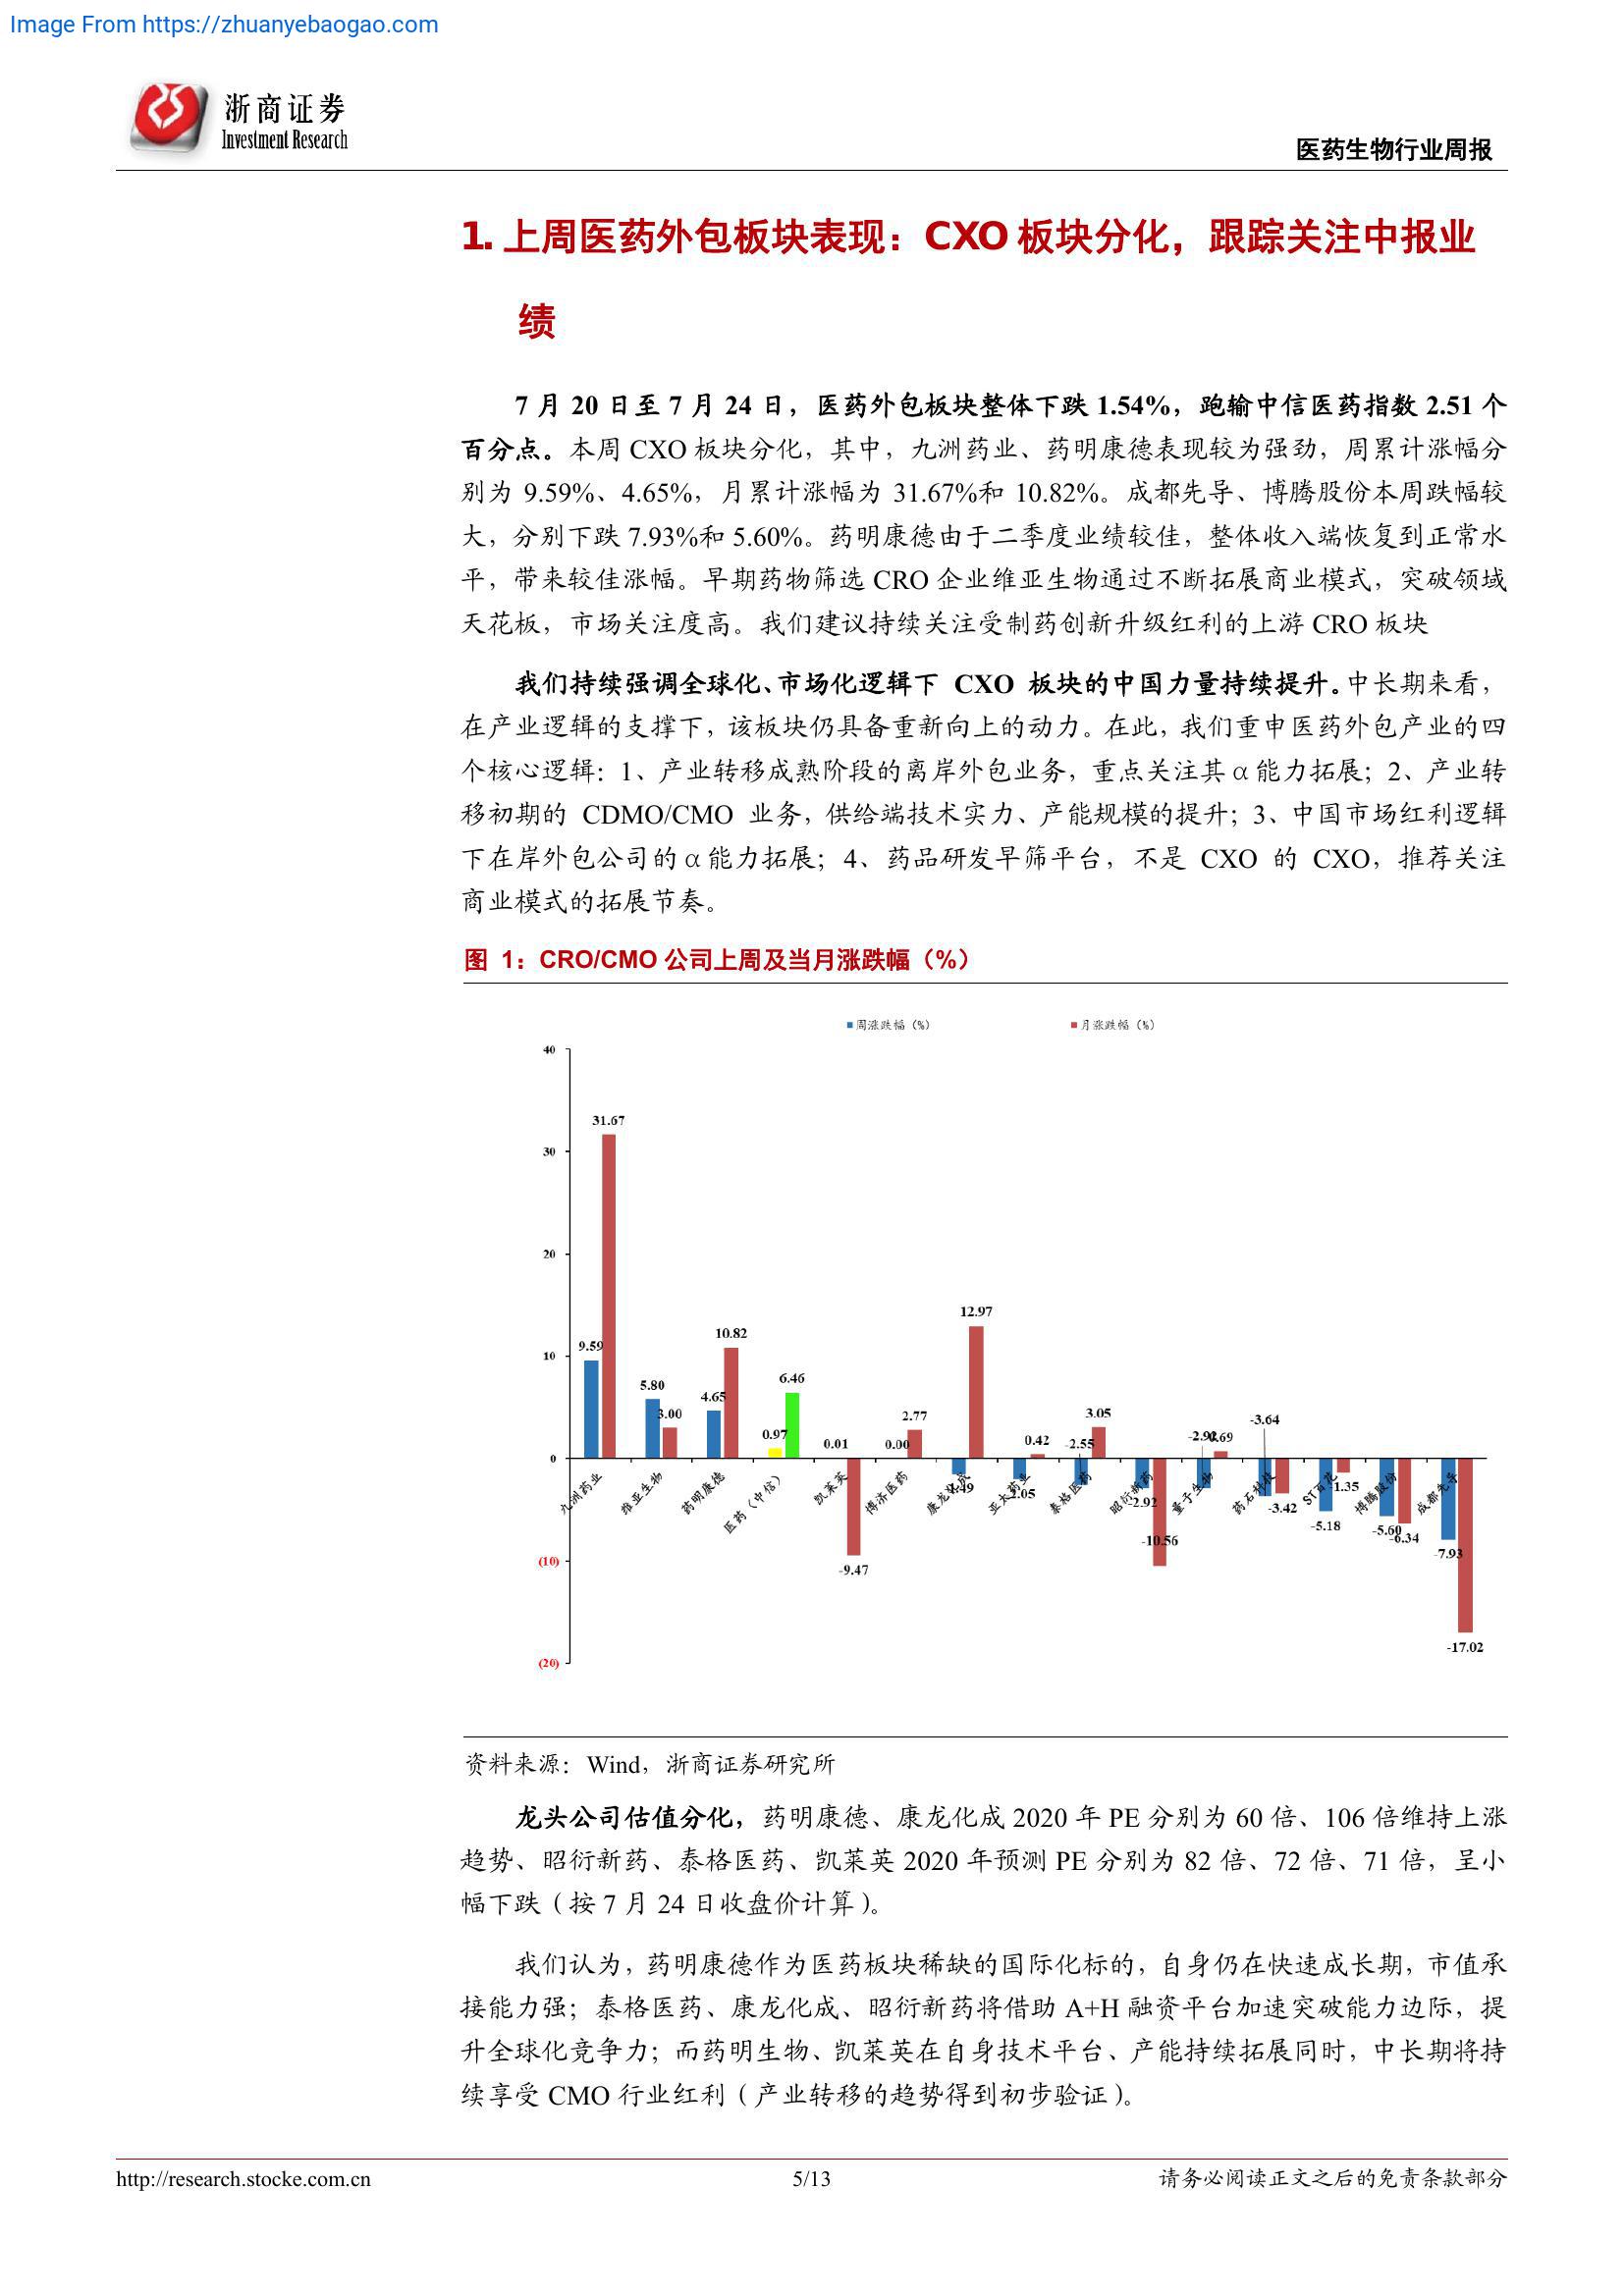 Image From https://zhuanyebaogao.com
浙商证券
Investment Research
医药生物行业周报
1. 上周医药外包板块表现：CXO 板块分化，跟踪关注中报业
绩
7 月 20 日至 7 月 24 日，医药外包板块整体下跌 1.54%，跑输中信医药指数 2.51 个
百分点。本周 CXO 板块分化，其中，九洲药业、药明康德表现较为强劲，周累计涨幅分
别为 9.59%、4.65%，月累计涨幅为 31.67%和 10.82%。成都先导、博腾股份本周跌幅较
大，分别下跌 7.93%和 5.60%。药明康德由于二季度业绩较佳，整体收入端恢复到正常水
平，带来较佳涨幅。早期药物筛选 CRO 企业维亚生物通过不断拓展商业模式，突破领域
天花板，市场关注度高。我们建议持续关注受制药创新升级红利的上游 CRO 板块
我们持续强调全球化、市场化逻辑下 CXO 板块的中国力量持续提升。中长期来看，
在产业逻辑的支撑下，该板块仍具备重新向上的动力。在此，我们重申医药外包产业的四
个核心逻辑：1、产业转移成熟阶段的离岸外包业务，重点关注其 α 能力拓展；2、产业转
移初期的 CDMO/CMO 业务，供给端技术实力、产能规模的提升；3、中国市场红利逻辑
下在岸外包公司的 α 能力拓展；4、药品研发早筛平台，不是 CXO 的 CXO，推荐关注
商业模式的拓展节奏。
图 1：CRO/CMO 公司上周及当月涨跌幅（%）
周涨跌幅（%） 月涨跌幅（%）
40
30
20
10
0
(10)
(20)
9.59 31.67
5.80 3.00
4.65 10.82
0.97 6.46
0.01 -9.47
0.00 2.77
-1.49 12.97
-2.05 0.42
-2.55 3.05
-2.92 -10.56
-2.92 0.69
-3.64 -3.42
-5.18 -1.35
-5.60 -6.34
-7.93 -17.02
九洲药业
维亚生物
药明康德
医药（中信）
凯莱英
博济医药
康龙化成
亚太药业
泰格医药
昭衍新药
量子生物
药石科技
ST百花
博腾股份
成都先导
资料来源：Wind，浙商证券研究所
龙头公司估值分化，药明康德、康龙化成 2020 年 PE 分别为 60 倍、106 倍维持上涨
趋势、昭衍新药、泰格医药、凯莱英 2020 年预测 PE 分别为 82 倍、72 倍、71 倍，呈小
幅下跌（按 7 月 24 日收盘价计算）。
我们认为，药明康德作为医药板块稀缺的国际化标的，自身仍在快速成长期，市值承
接能力强；泰格医药、康龙化成、昭衍新药将借助 A+H 融资平台加速突破能力边际，提
升全球化竞争力；而药明生物、凯莱英在自身技术平台、产能持续拓展同时，中长期将持
续享受 CMO 行业红利（产业转移的趋势得到初步验证）。
http://research.stocke.com.cn
5/13
请务必阅读正文之后的免责条款部分